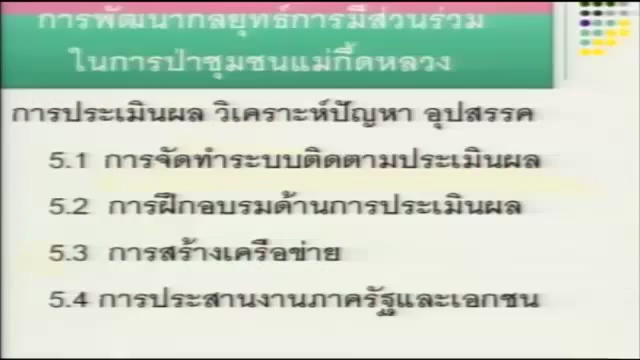 การพัฒนากลยุทธ์การมีส่วนร่วม
ในการป่าชุมชนแม่กึ๊ดหลวง
การประเมินผล วิเคราะห์ปัญหา อุปสรรค
5.1 การจัดทำระบบติดตามประเมินผล
5.2 การฝึกอบรมด้านการประเมินผล
5.3 การสร้างเครือข่าย
5.4 การประสานงานภาครัฐและเอกชน